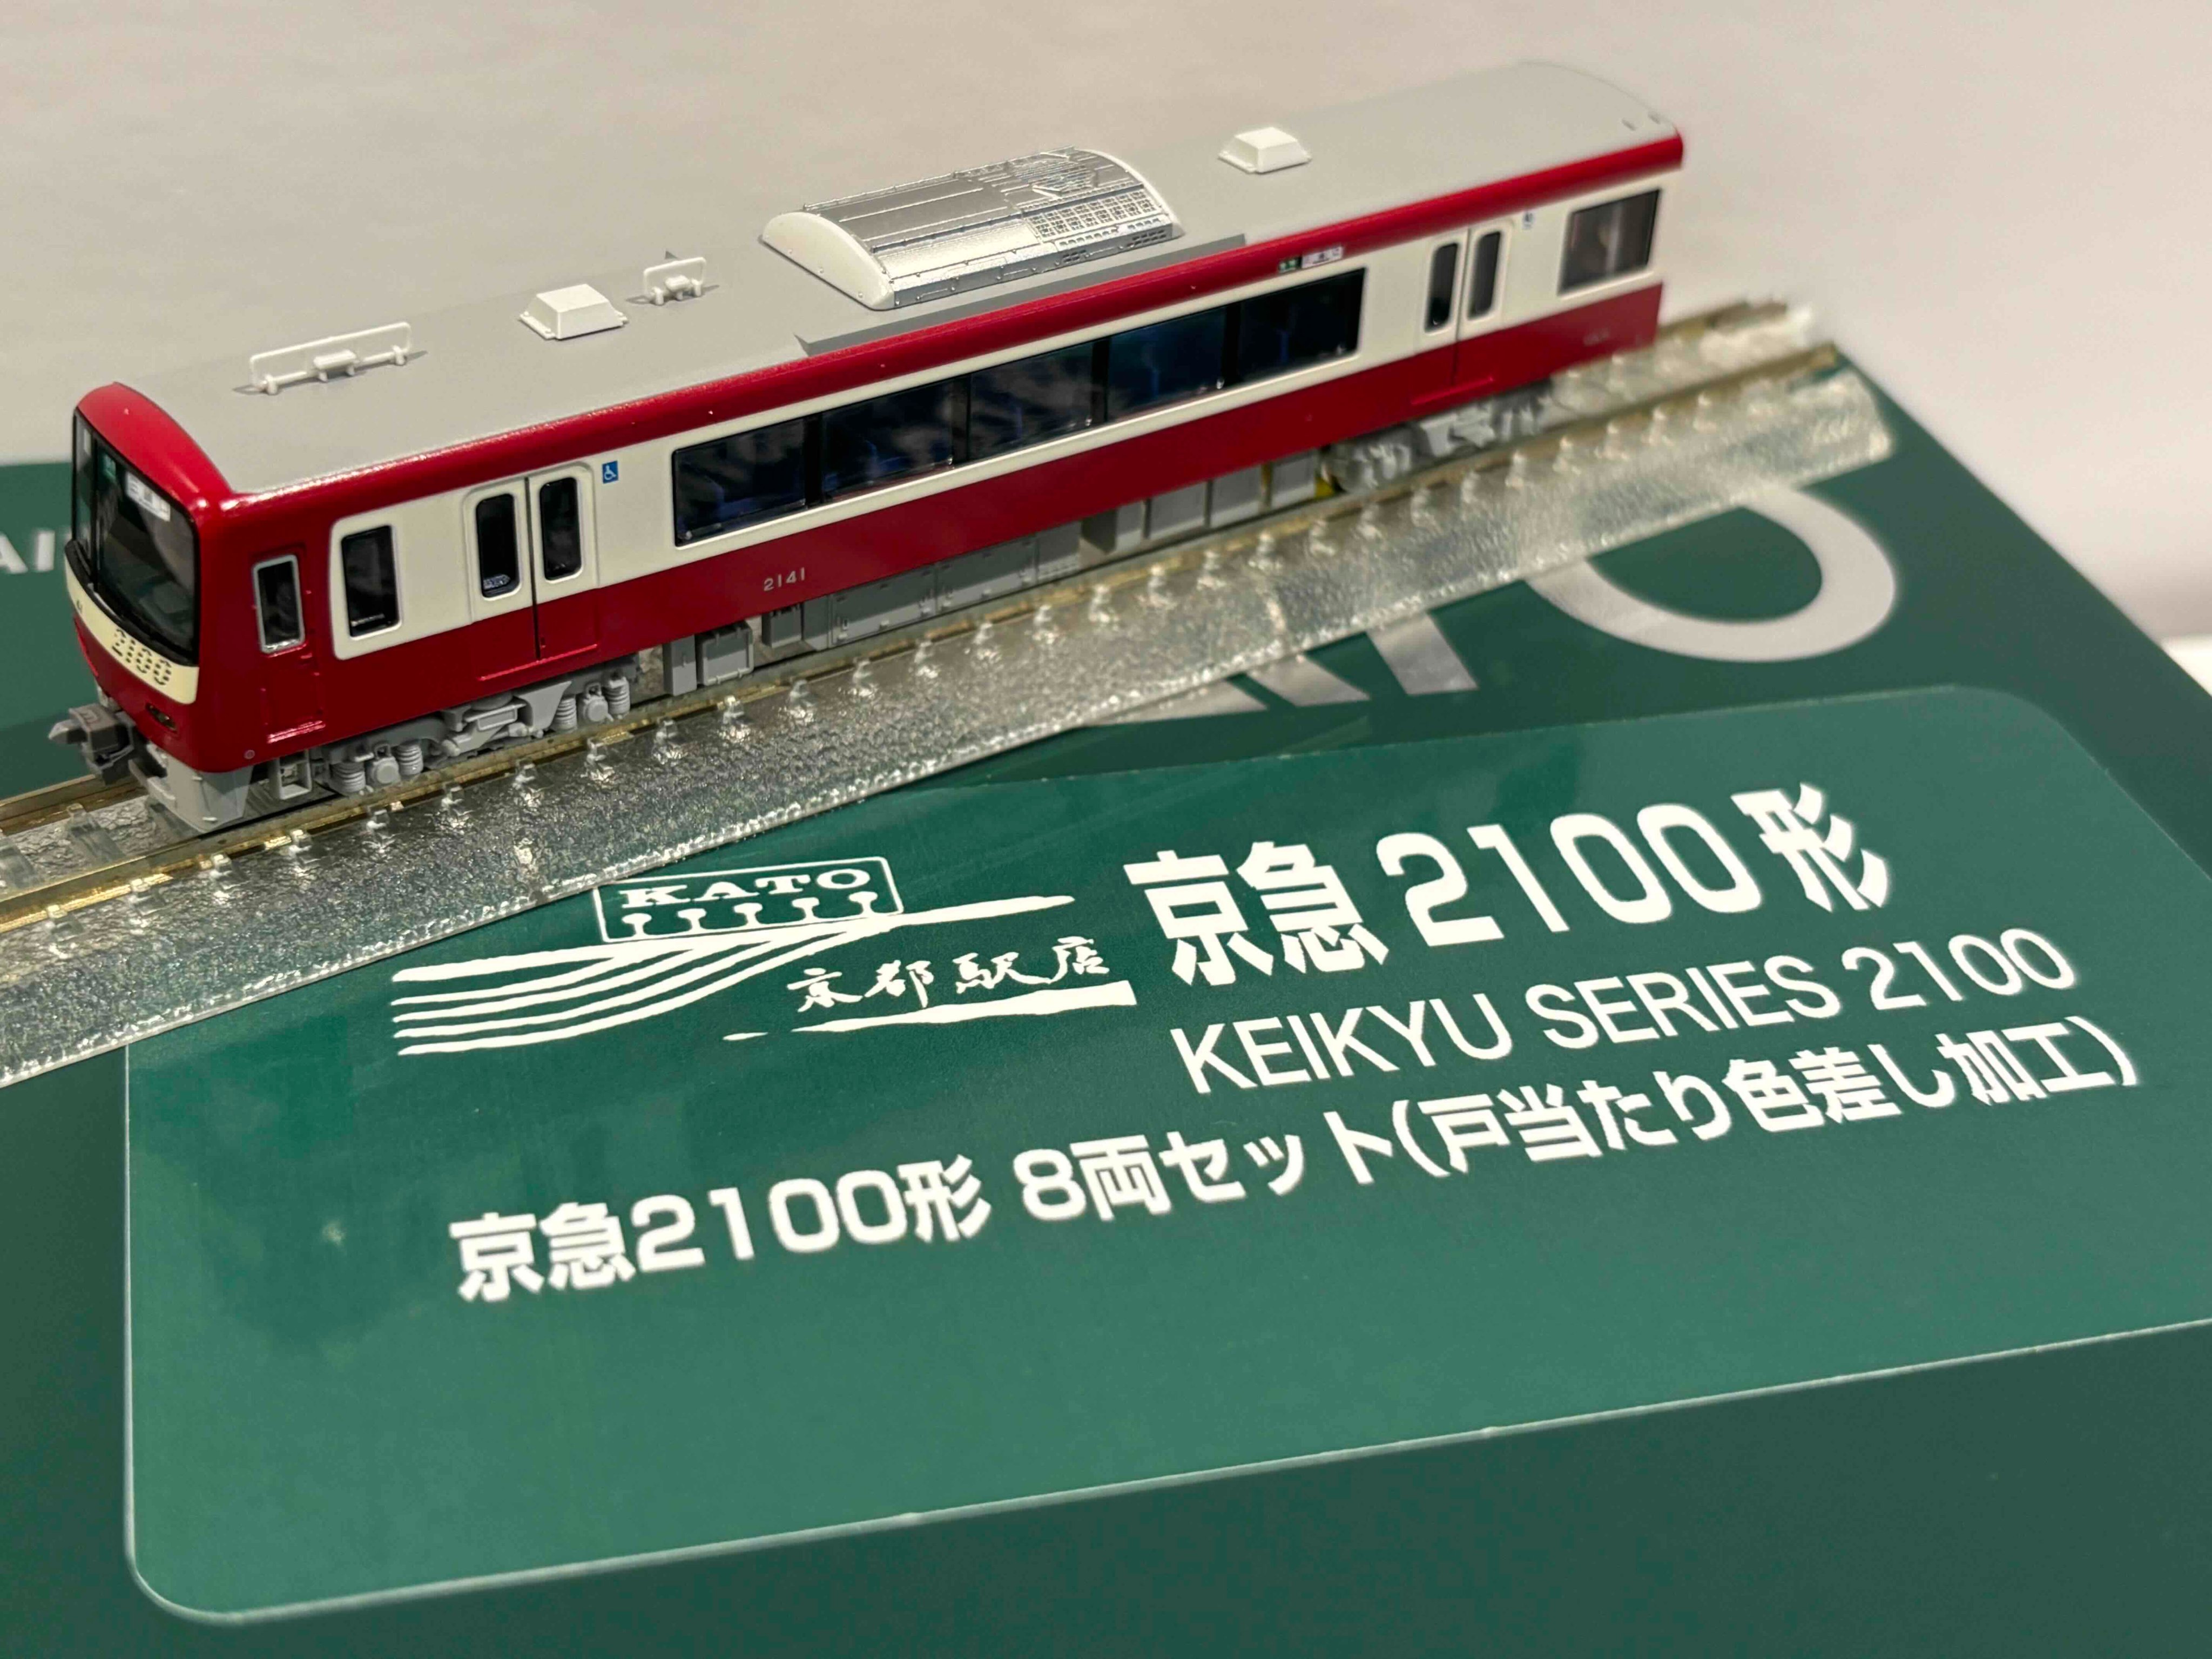 2100
2141
KATO
京都駅店
京急2100形
KEIKYU SERIES 2100
京急2100形 8両セット(戸当たり色差し加工)